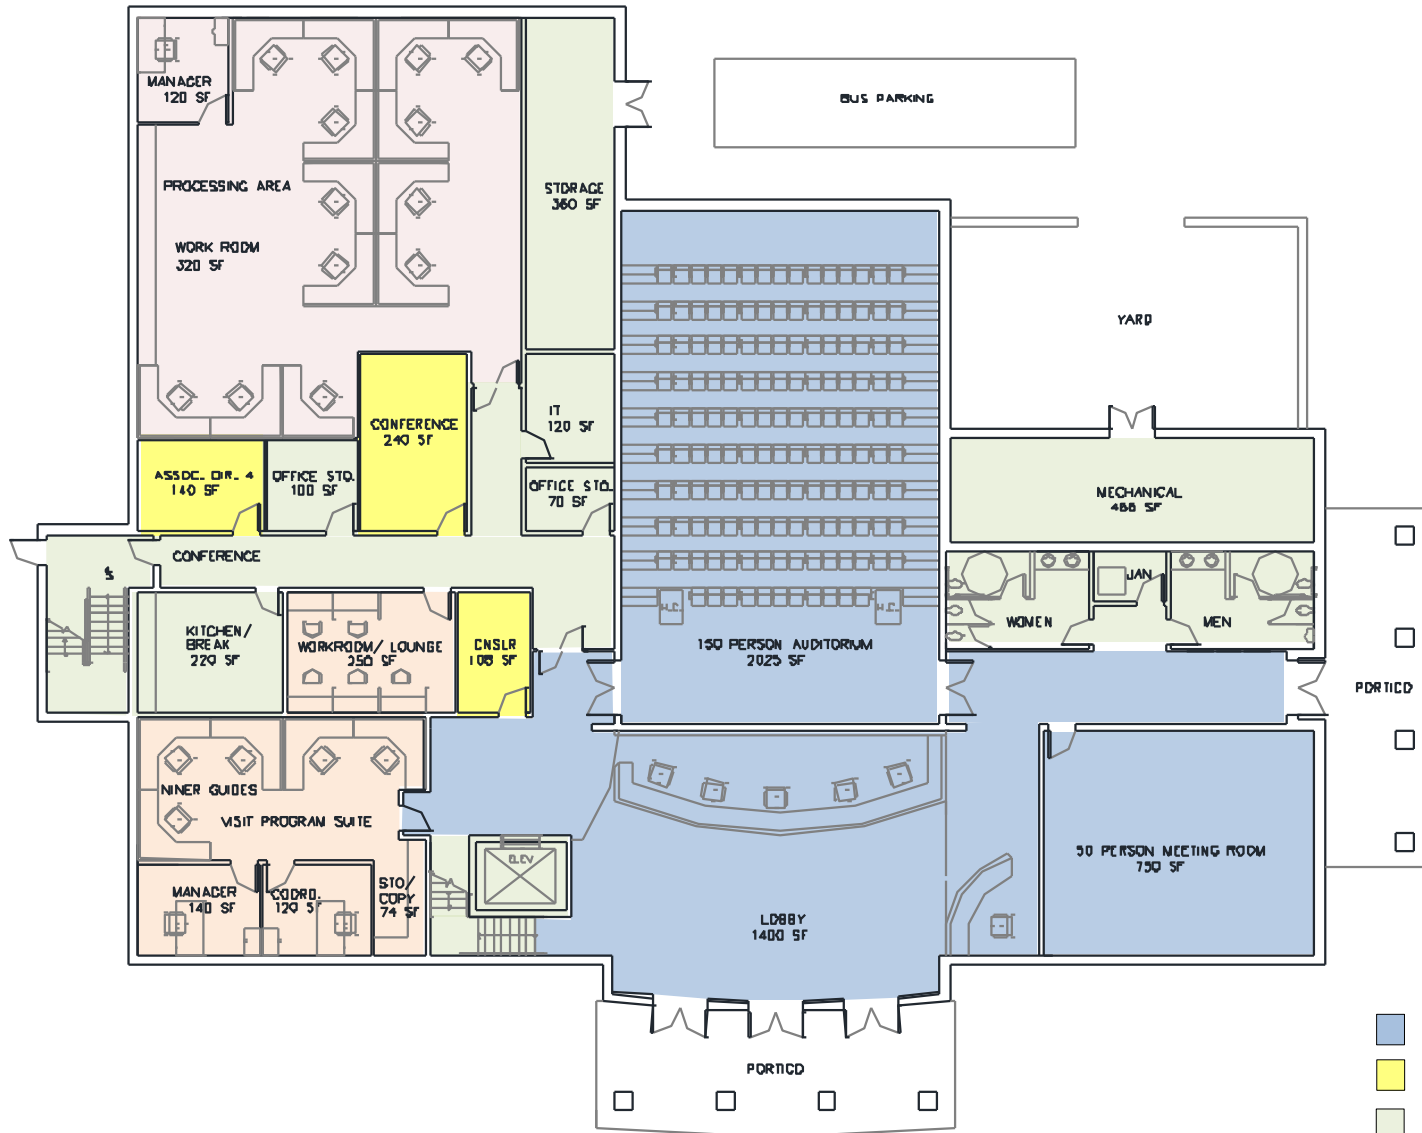 MANAGER
120 SF
BUS PARKING
PROCESSING AREA
STORAGE
360 SF
WORK ROOM
320 SF
YARD
CONFERENCE
240 SF
IT
120 SF
ASSOC. DIR. 4
140 SF
OFFICE STO.
100 SF
OFFICE STO.
70 SF
MECHANICAL
488 SF
CONFERENCE
JAN
W.C.
W.C.
KITCHEN/
BREAK
220 SF
WORKROOM/ LOUNGE
250 SF
CNSLR
108 SF
150 PERSON AUDITORIUM
2025 SF
WOMEN
MEN
PORTICO
NINER GUIDES
VISIT PROGRAM SUITE
50 PERSON MEETING ROOM
750 SF
ELEV
MANAGER
140 SF
COORD.
120 SF
STO/
COPY
74 SF
LOBBY
1400 SF
PORTICO